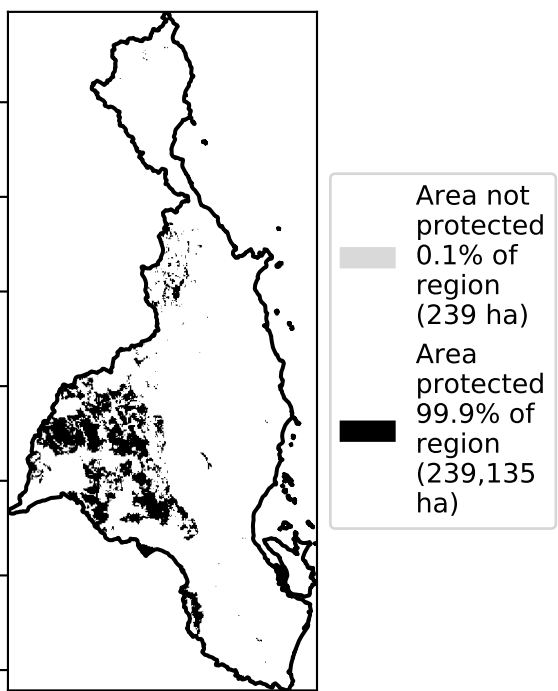 Area not
protected
0.1% of
region
(239 ha)
Area
protected
99.9% of
region
(239,135
ha)